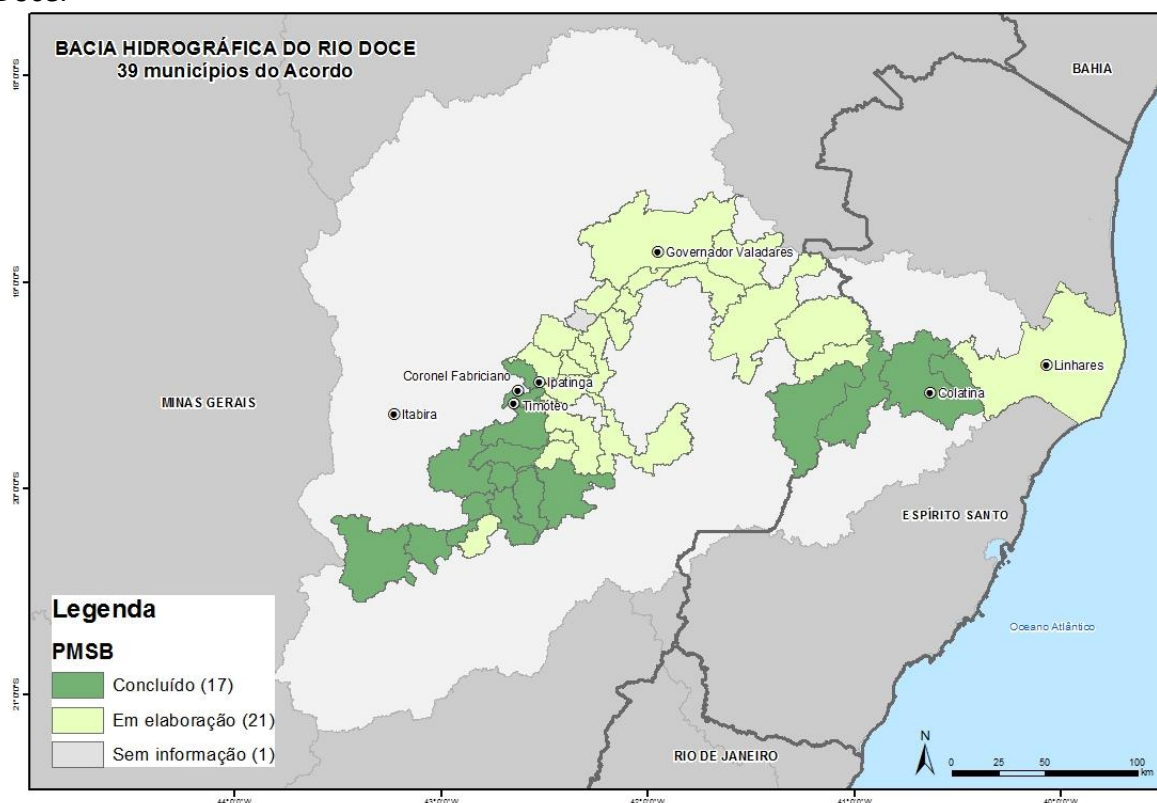 BACIA HIDROGRÁFICA DO RIO DOCE
39 municípios do Acordo
BAHIA
Governador Valadares
Coronel Fabriciano
Ipatinga
Linhares
MINAS GERAIS
Itabira
Timóteo
Colatina
ESPÍRITO SANTO
Legenda
PMSB
Concluído (17)
Em elaboração (21)
Sem informação (1)
Oceano Atlântico
RIO DE JANEIRO
N
0 25 50 100
km